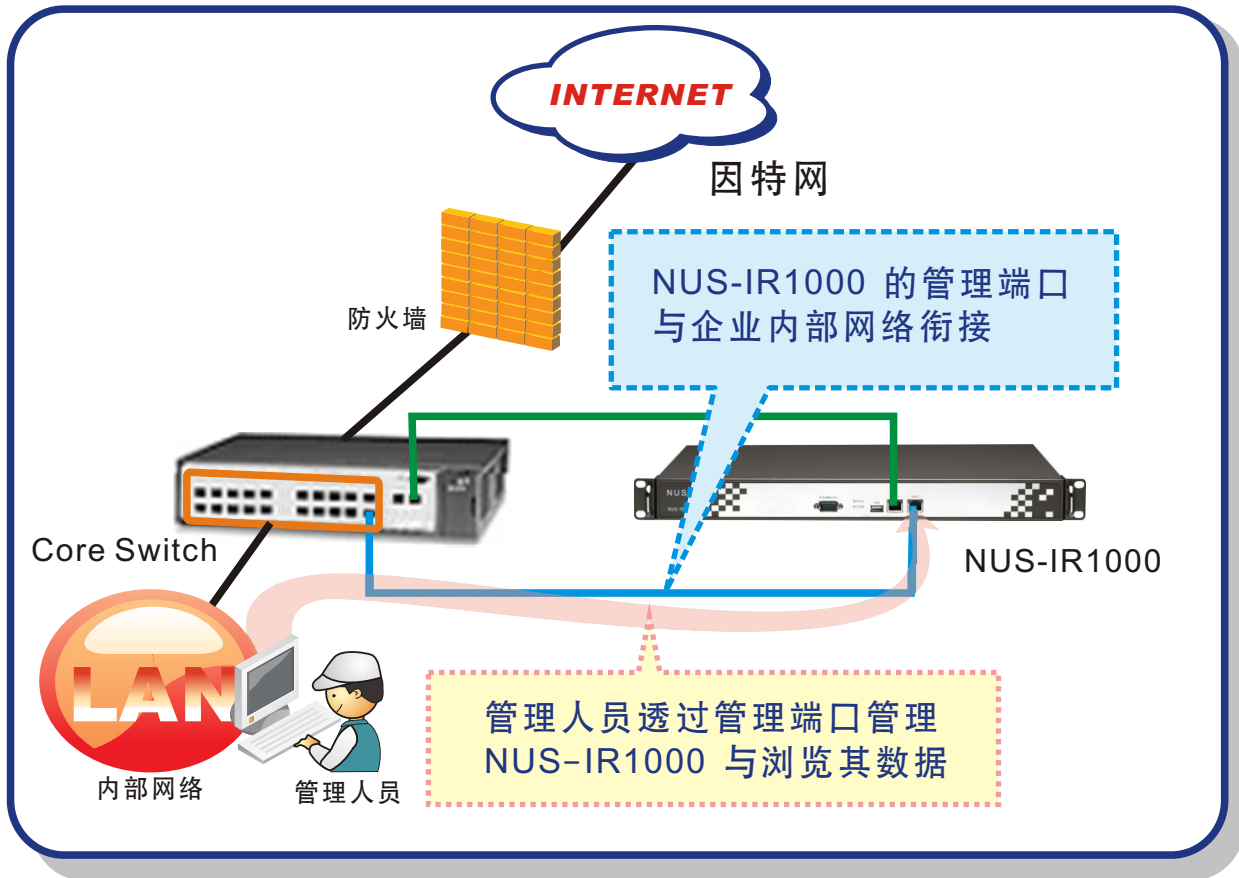 INTERNET
因特网
NUS-IR1000 的管理端口
与企业内部网络衔接
防火墙
Core Switch
NUS
NUS-IR1000
LAN
管理人员透过管理端口管理
NUS-IR1000 与浏览其数据
内部网络
管理人员